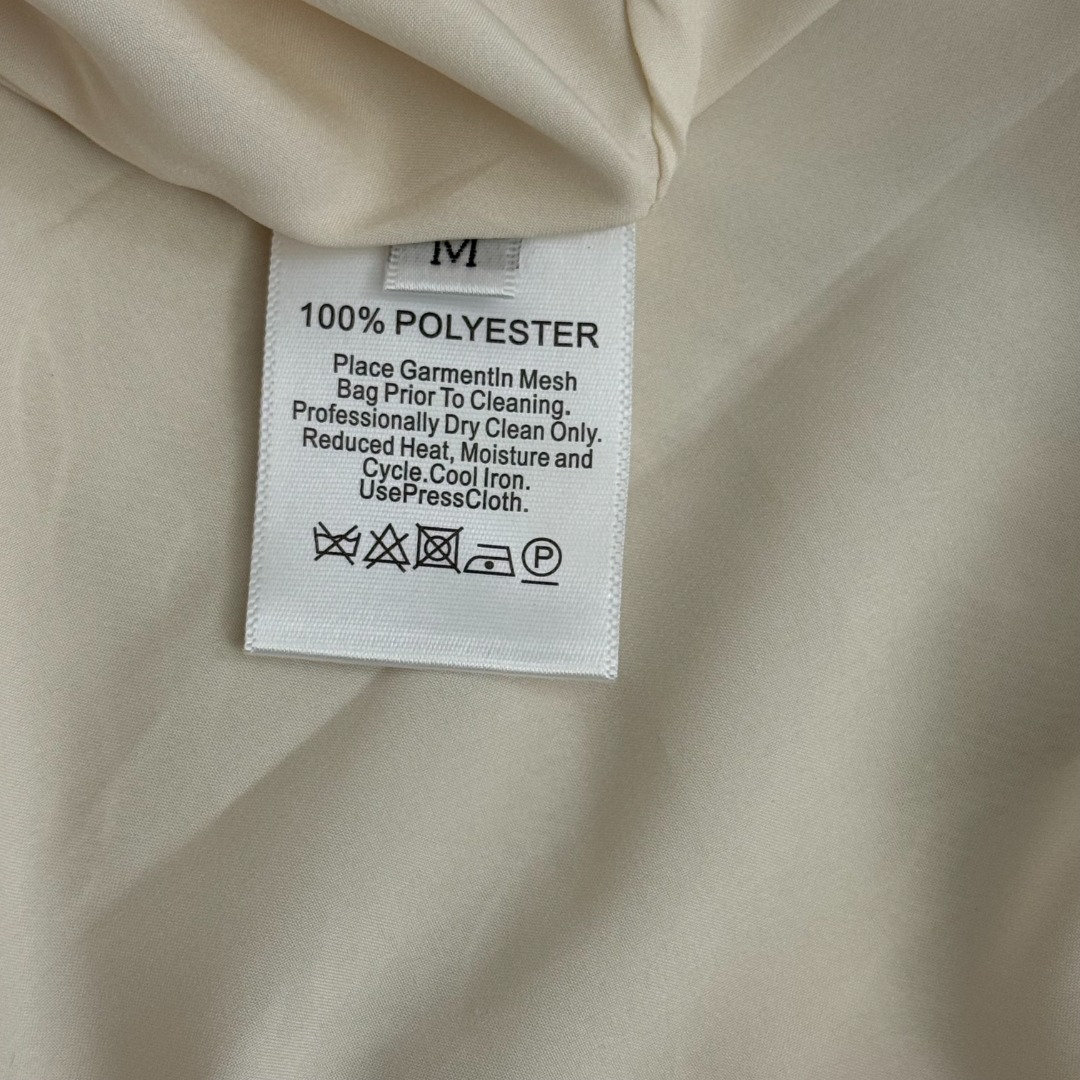 M
100% POLYESTER
Place GarmentIn Mesh
Bag Prior To Cleaning.
Professionally Dry Clean Only.
Reduced Heat, Moisture and
Cycle.Cool Iron.
UsePressCloth.
P